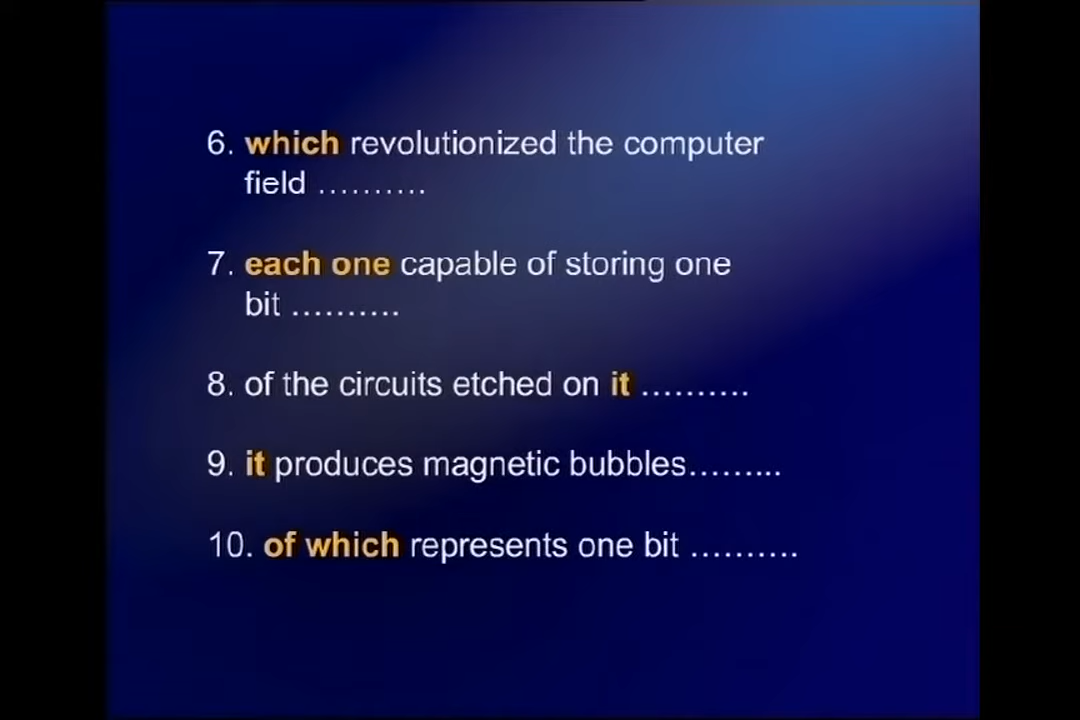 6. which revolutionized the computer
field ..........
7. each one capable of storing one
bit ..........
8. of the circuits etched on it ..........
9. it produces magnetic bubbles.........
10. of which represents one bit ..........